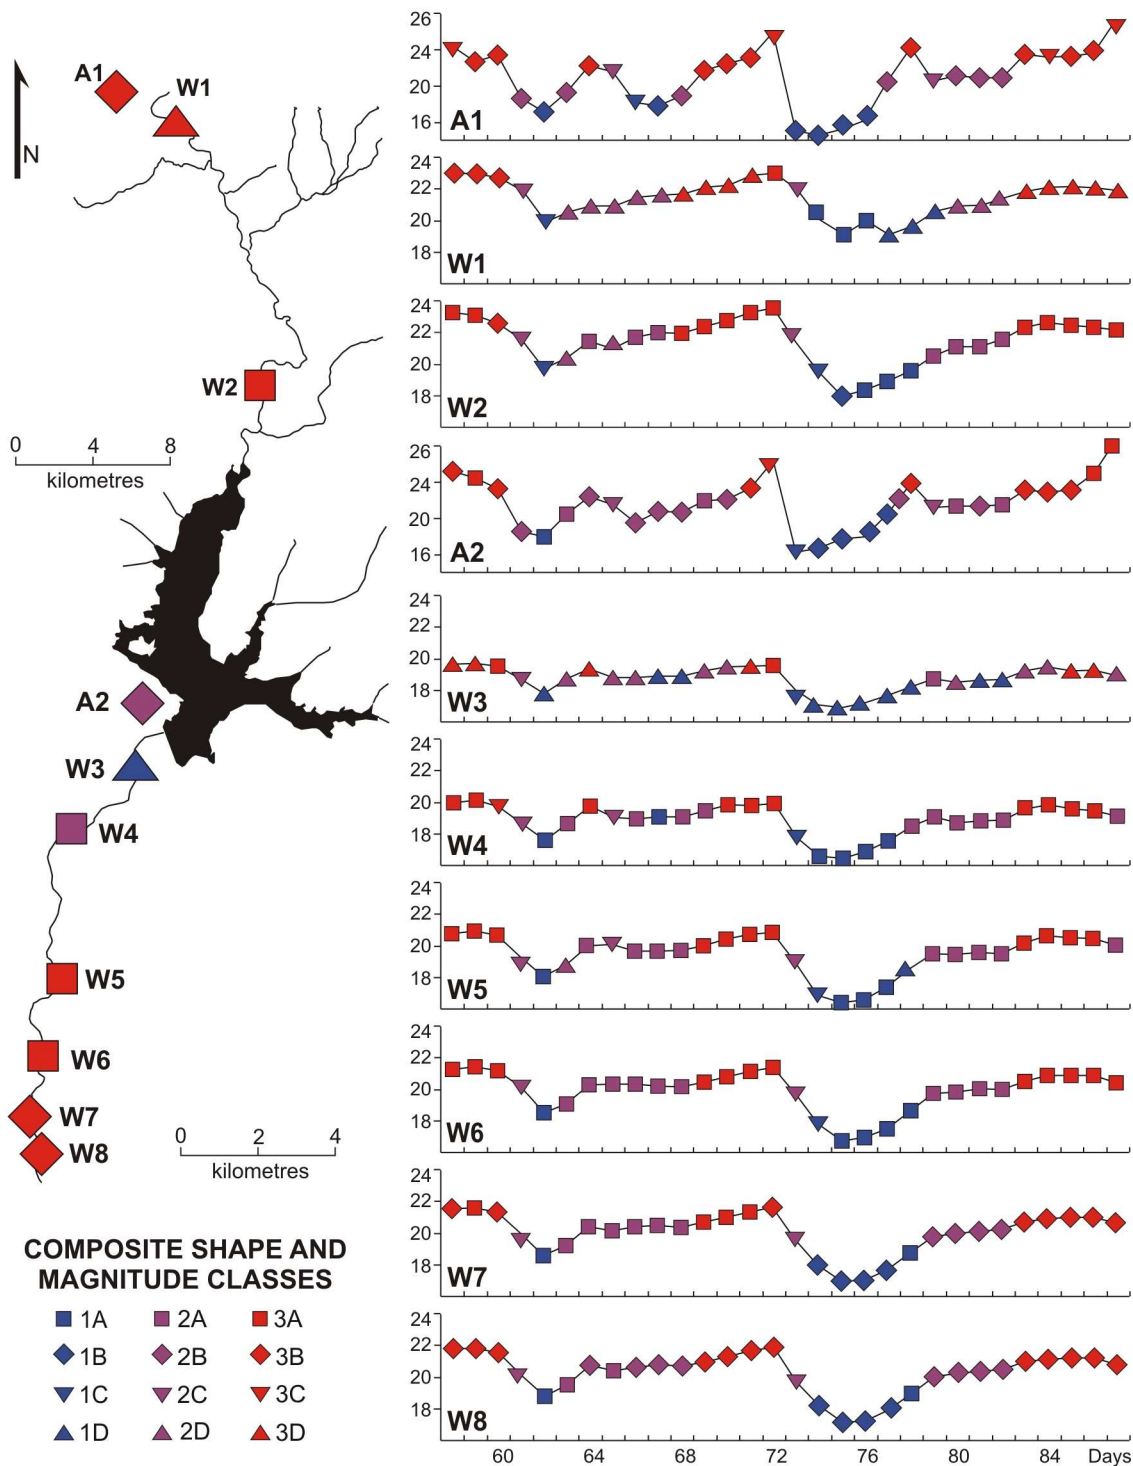 A1
W1
N
W2
0 4 8
kilometres
A2
W3
W4
W5
W6
W7
W8
0 2 4
kilometres
COMPOSITE SHAPE AND
MAGNITUDE CLASSES
1A 2A 3A
1B 2B 3B
1C 2C 3C
1D 2D 3D
26
24
20
16
A1
24
22
20
18
W1
24
22
20
18
W2
26
24
20
16
A2
24
22
20
18
W3
24
22
20
18
W4
24
22
20
18
W5
24
22
20
18
W6
24
22
20
18
W7
24
22
20
18
W8
60 64 68 72 76 80 84 Days